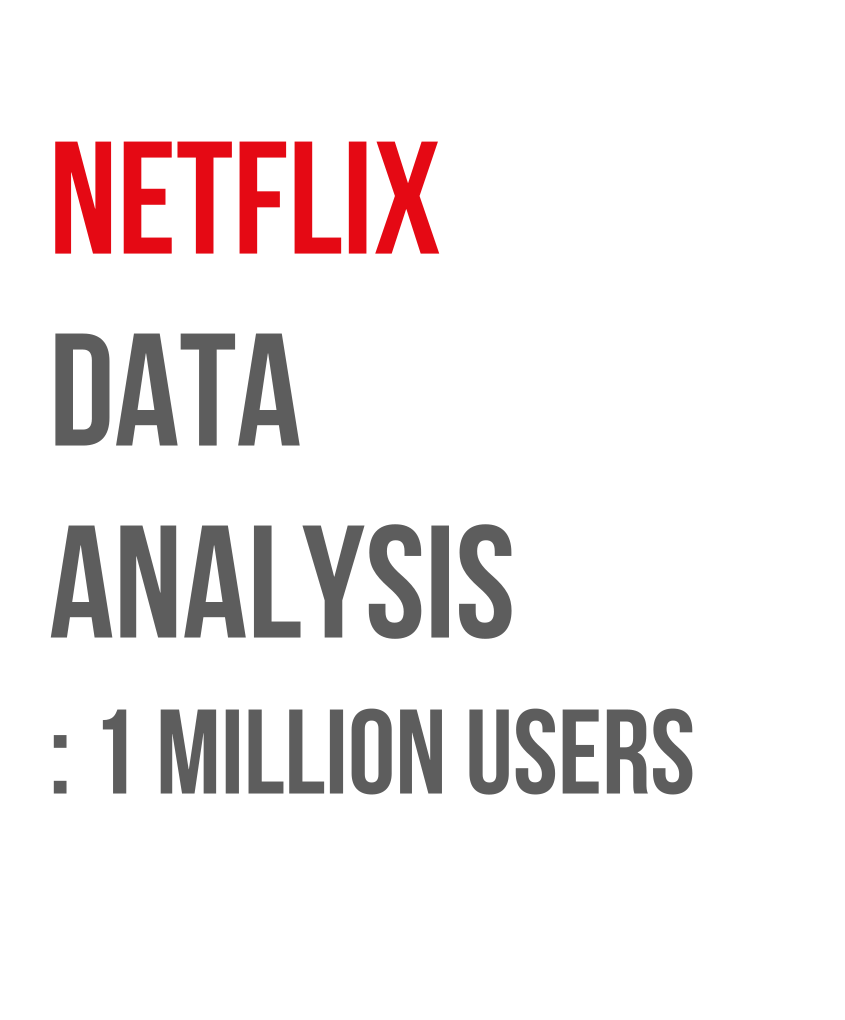 NETFLIX
DATA
ANALYSIS
: 1 MILLION USERS